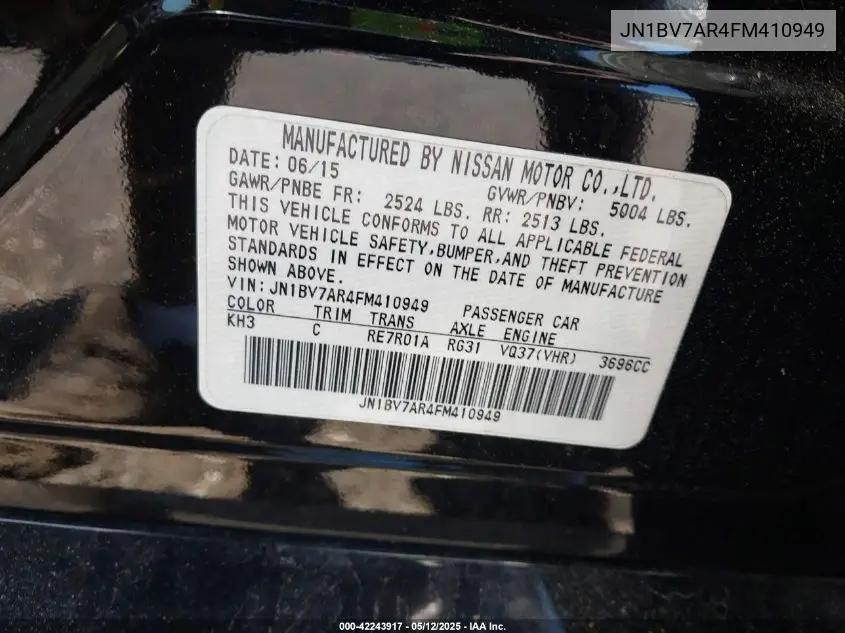 JN1BV7AR4FM410949
MANUFACTURED BY NISSAN MOTOR CO.,LTD.
DATE: 06/15 GVWR/PNBV: 5004 LBS.
GAWR/PNBE FR: 2524 LBS. RR: 2513 LBS.
THIS VEHICLE CONFORMS TO ALL APPLICABLE FEDERAL
MOTOR VEHICLE SAFETY,BUMPER,AND THEFT PREVENTION
STANDARDS IN EFFECT ON THE DATE OF MANUFACTURE
SHOWN ABOVE.
VIN:JN1BV7AR4FM410949 PASSENGER CAR
COLOR TRIM TRANS AXLE ENGINE
KH3 C RE7R01A RG31 VQ37(VHR) 3696CC
JN1BV7AR4FM410949
000-42243917 - 05/12/2025 - IAA Inc.